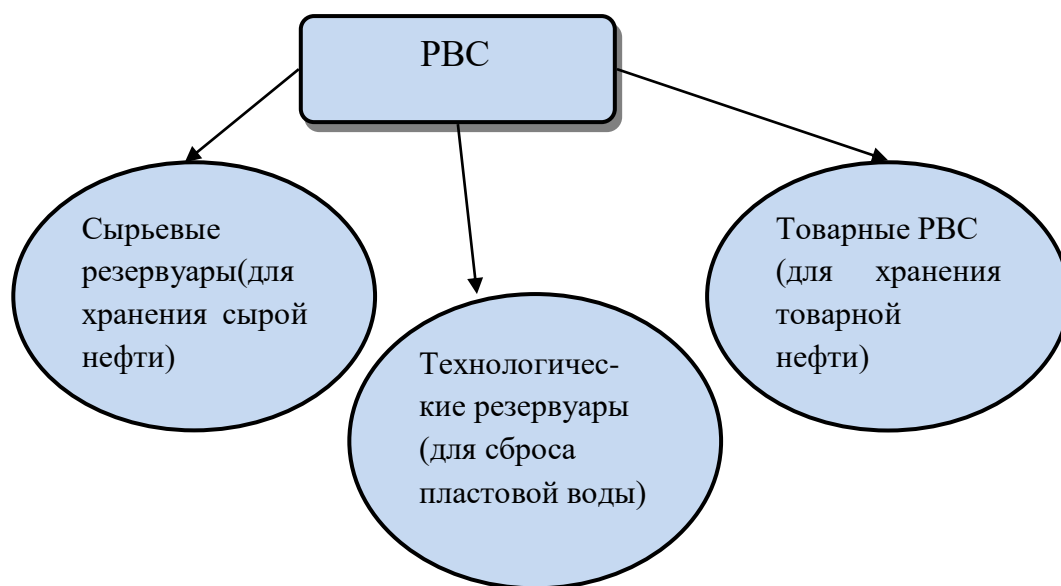 РВС
Сырьевые
резервуары(для
хранения сырой
нефти)
Технологичес-
кие резервуары
(для сброса
пластовой воды)
Товарные РВС
(для хранения
товарной
нефти)